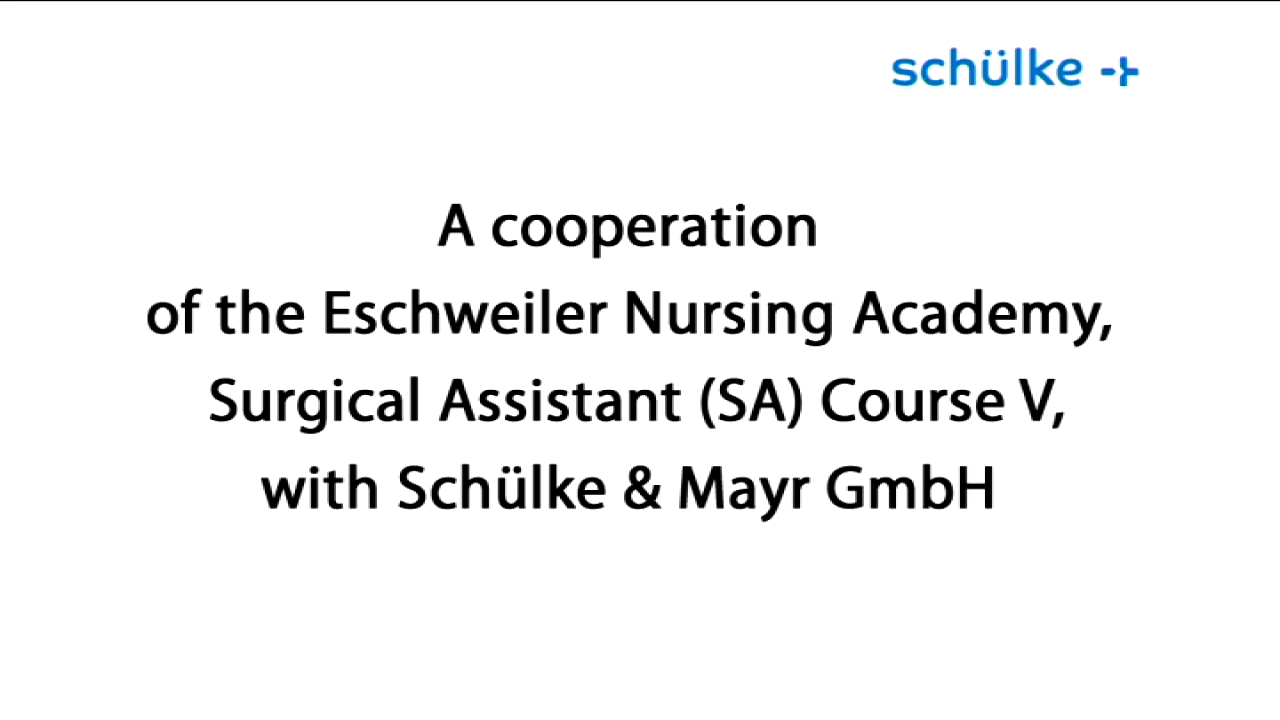 schülke -+
A cooperation
of the Eschweiler Nursing Academy,
Surgical Assistant (SA) Course V,
with Schülke & Mayr GmbH